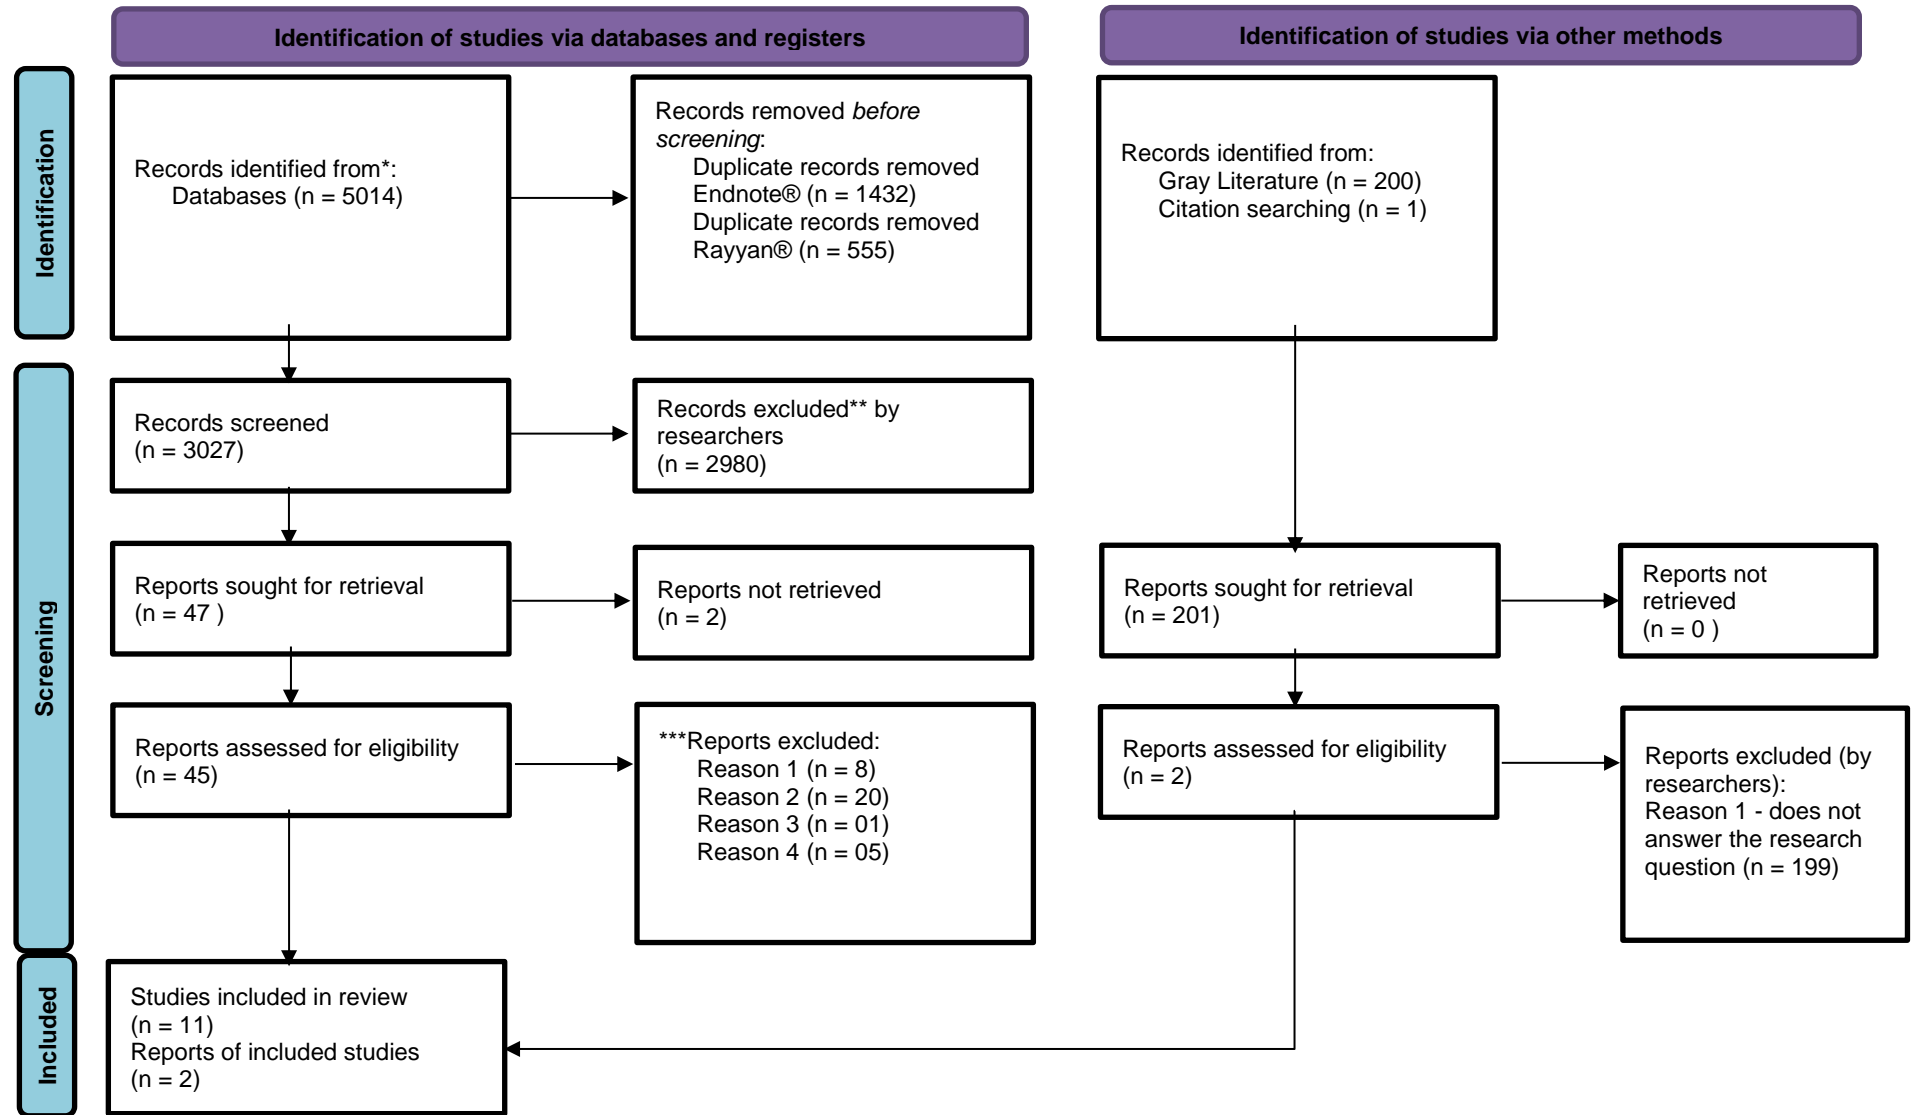 Identification of studies via databases and registers
Identification of studies via other methods
Identification
Records identified from*:
Databases (n = 5014)
Records removed before
screening:
Duplicate records removed
Endnote® (n = 1432)
Duplicate records removed
Rayyan® (n = 555)
Records identified from:
Gray Literature (n = 200)
Citation searching (n = 1)
Screening
Records screened
(n = 3027)
Records excluded** by
researchers
(n = 2980)
Reports sought for retrieval
(n = 47 )
Reports not retrieved
(n = 2)
Reports sought for retrieval
(n = 201)
Reports not
retrieved
(n = 0 )
Reports assessed for eligibility
(n = 45)
***Reports excluded:
Reason 1 (n = 8)
Reason 2 (n = 20)
Reason 3 (n = 01)
Reason 4 (n = 05)
Reports assessed for eligibility
(n = 2)
Reports excluded (by
researchers):
Reason 1 - does not
answer the research
question (n = 199)
Included
Studies included in review
(n = 11)
Reports of included studies
(n = 2)